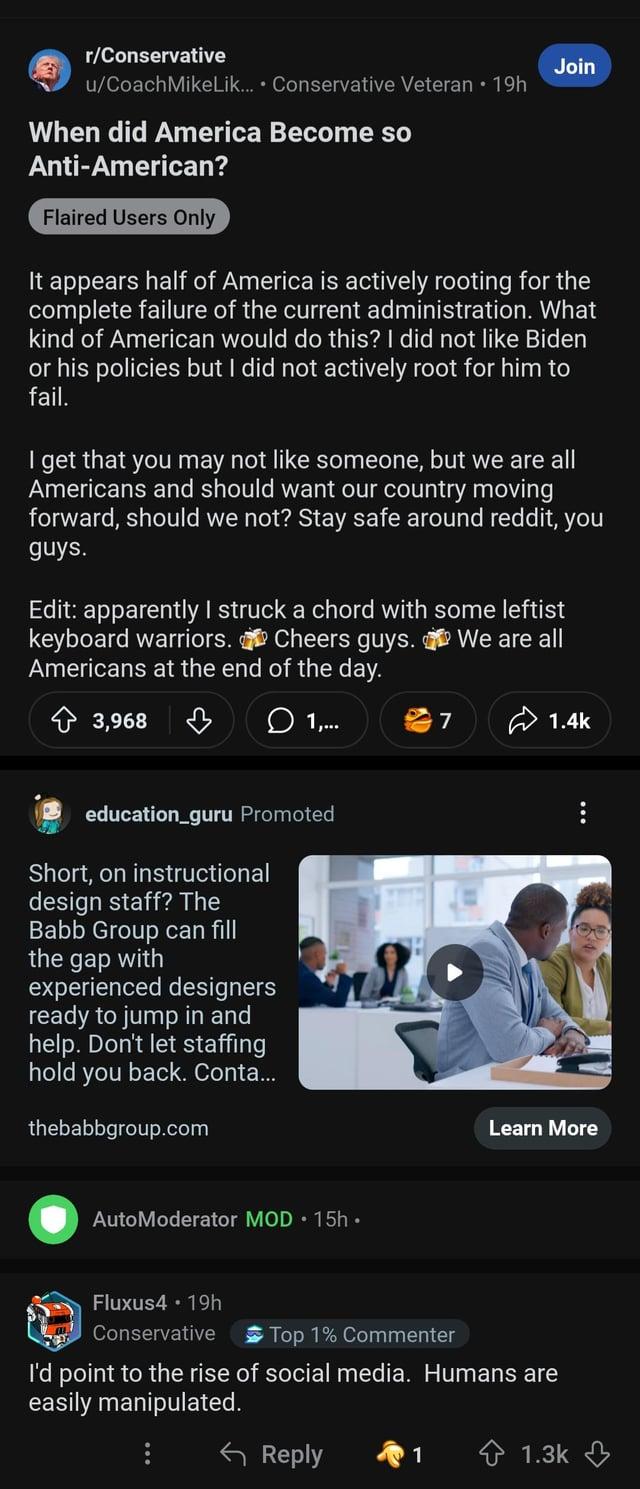 r/Conservative
u/CoachMikeLik... • Conservative Veteran • 19h
Join
When did America Become so
Anti-American?
Flaired Users Only
It appears half of America is actively rooting for the
complete failure of the current administration. What
kind of American would do this? I did not like Biden
or his policies but I did not actively root for him to
fail.
I get that you may not like someone, but we are all
Americans and should want our country moving
forward, should we not? Stay safe around reddit, you
guys.
Edit: apparently I struck a chord with some leftist
keyboard warriors. 🍻 Cheers guys. 🍻 We are all
Americans at the end of the day.
3,968 1,... 7 1.4k
education_guru Promoted
Short, on instructional
design staff? The
Babb Group can fill
the gap with
experienced designers
ready to jump in and
help. Don't let staffing
hold you back. Conta...
thebabbgroup.com
Learn More
AutoModerator MOD • 15h •
Fluxus4 • 19h
Conservative Top 1% Commenter
I'd point to the rise of social media. Humans are
easily manipulated.
Reply 1 1.3k